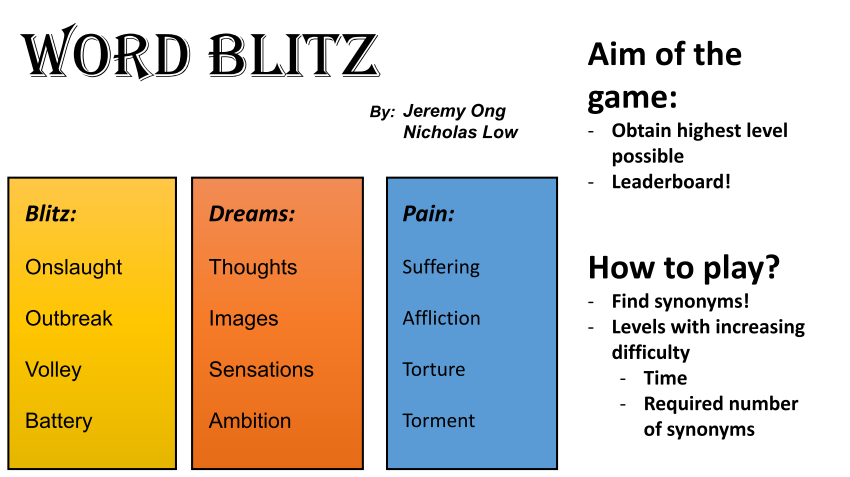 WORD BLITZ
By: Jeremy Ong
Nicholas Low
Blitz:
Onslaught
Outbreak
Volley
Battery
Dreams:
Thoughts
Images
Sensations
Ambition
Pain:
Suffering
Affliction
Torture
Torment
Aim of the
game:
- Obtain highest level
possible
- Leaderboard!
How to play?
- Find synonyms!
- Levels with increasing
difficulty
- Time
- Required number
of synonyms